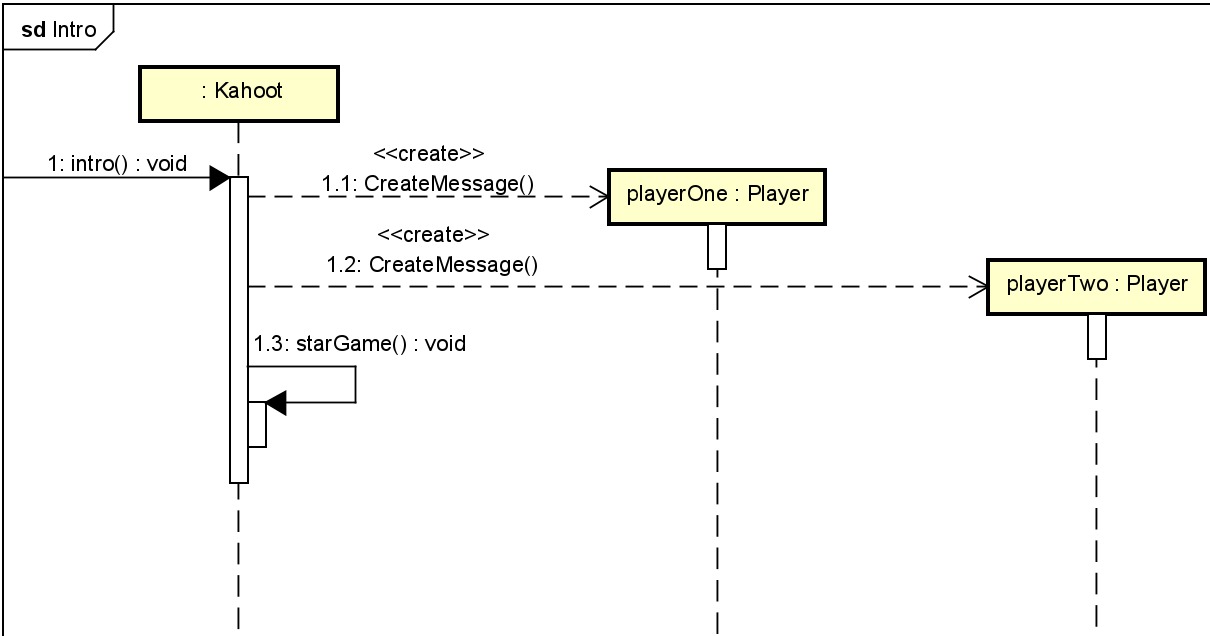 sd Intro
: Kahoot
1: intro() : void
<<create>>
1.1: CreateMessage()
playerOne : Player
<<create>>
1.2: CreateMessage()
playerTwo : Player
1.3: starGame() : void